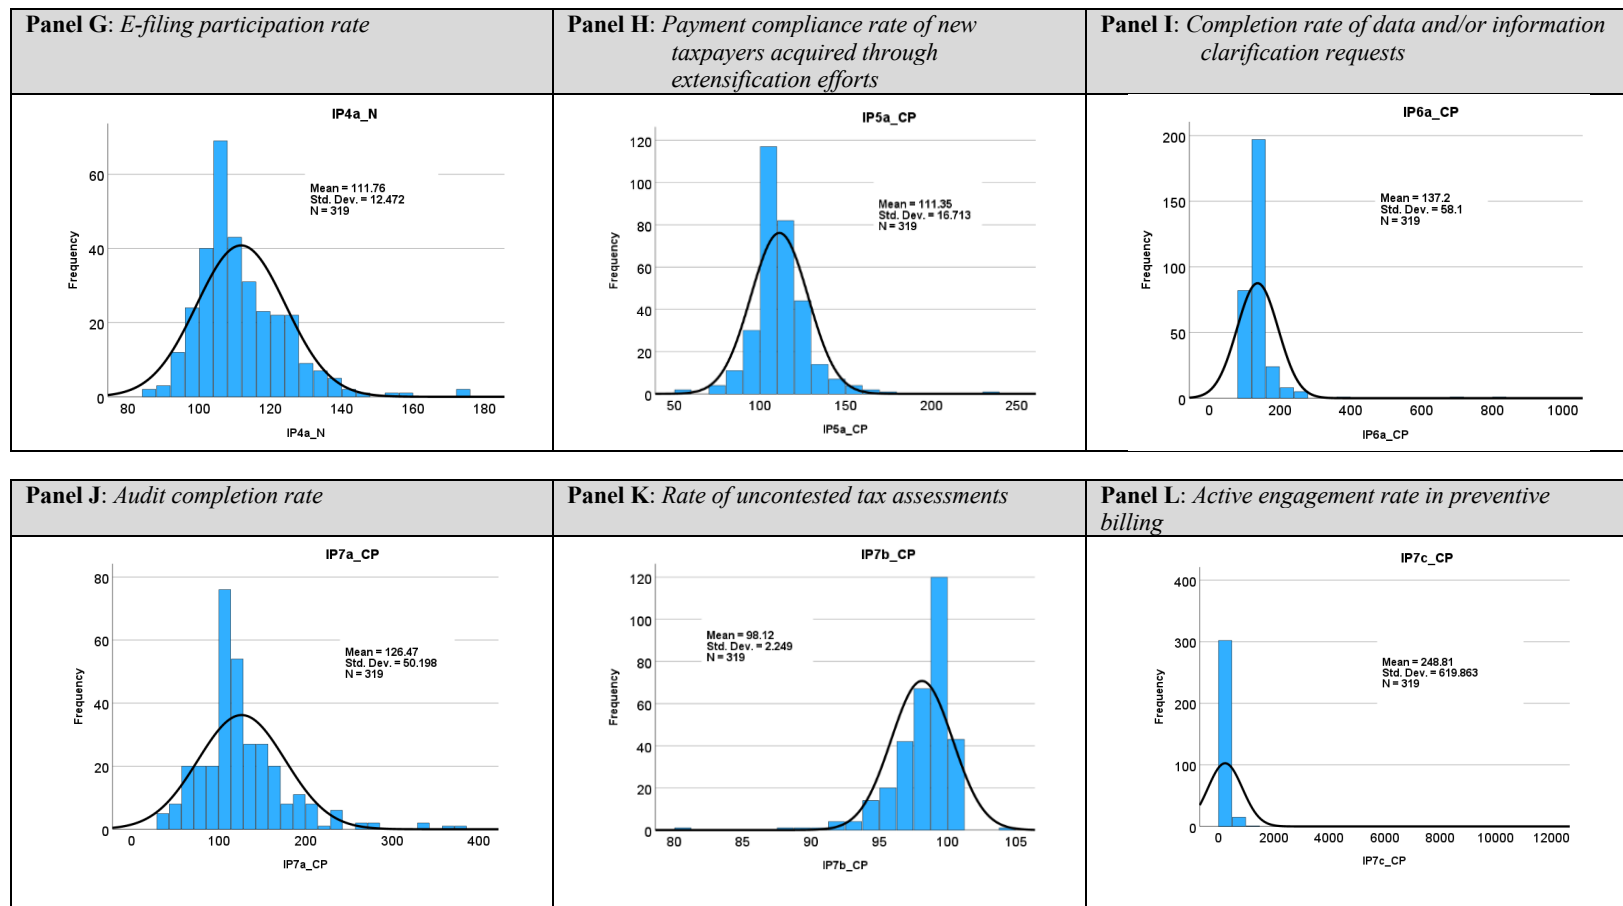 Panel G: E-filing participation rate
Panel H: Payment compliance rate of new
taxpayers acquired through
extensification efforts
Panel I: Completion rate of data and/or information
clarification requests
IP4a_N
Mean = 111.76
Std. Dev. = 12.472
N = 319
Frequency
60
40
20
0
80 100 120 140 160 180
IP4a_N
IP5a_CP
Mean = 111.35
Std. Dev. = 16.713
N = 319
Frequency
120
100
80
60
40
20
0
50 100 150 200 250
IP5a_CP
IP6a_CP
Mean = 137.2
Std. Dev. = 58.1
N = 319
Frequency
200
150
100
50
0
0 200 400 600 800 1000
IP6a_CP
Panel J: Audit completion rate
Panel K: Rate of uncontested tax assessments
Panel L: Active engagement rate in preventive
billing
IP7a_CP
Mean = 126.47
Std. Dev. = 50.198
N = 319
Frequency
80
60
40
20
0
0 100 200 300 400
IP7a_CP
IP7b_CP
Mean = 98.12
Std. Dev. = 2.249
N = 319
Frequency
120
100
80
60
40
20
0
80 85 90 95 100 105
IP7b_CP
IP7c_CP
Mean = 248.81
Std. Dev. = 619.863
N = 319
Frequency
400
300
200
100
0
0 2000 4000 6000 8000 10000 12000
IP7c_CP